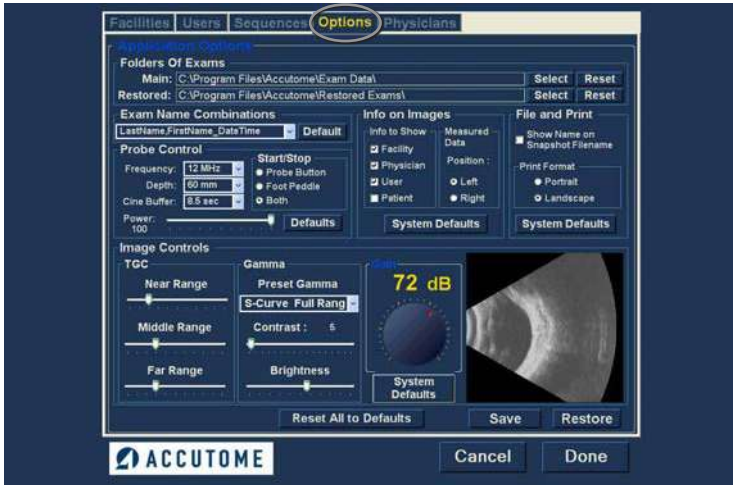 Facilities Users Sequences Options Physicians
Application Options
Folders Of Exams
Main: C:\Program Files\Accutome\Exam Data\ Select Reset
Restored: C:\Program Files\Accutome\Restored Exams\ Select Reset
Exam Name Combinations
LastName,FirstName_DateTime Default
Probe Control
Frequency: 12 MHz
Depth: 60 mm
Cine Buffer: 8.5 sec
Start/Stop
Probe Button
Foot Peddle
Both
Power:
100
Defaults
Info on Images
Info to Show
Facility
Physician
User
Patient
Measured
Data
Position :
Left
Right
System Defaults
File and Print
Show Name on
Snapshot Filename
Print Format
Portrait
Landscape
System Defaults
Image Controls
TGC
Near Range
Middle Range
Far Range
Gamma
Preset Gamma
S-Curve Full Rang
Contrast : 5
Brightness
Gain
72 dB
System
Defaults
Reset All to Defaults Save Restore
ACCUTOME Cancel Done